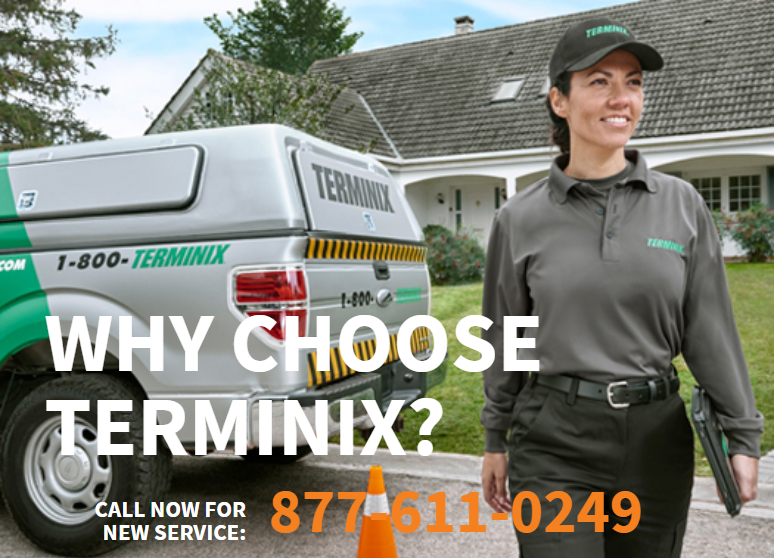 TERMINIX
TERMINIX
.COM
1-800-TERMINIX
1-800-
TERMINIX
WHY CHOOSE
TERMINIX?
CALL NOW FOR
NEW SERVICE:
877-611-0249